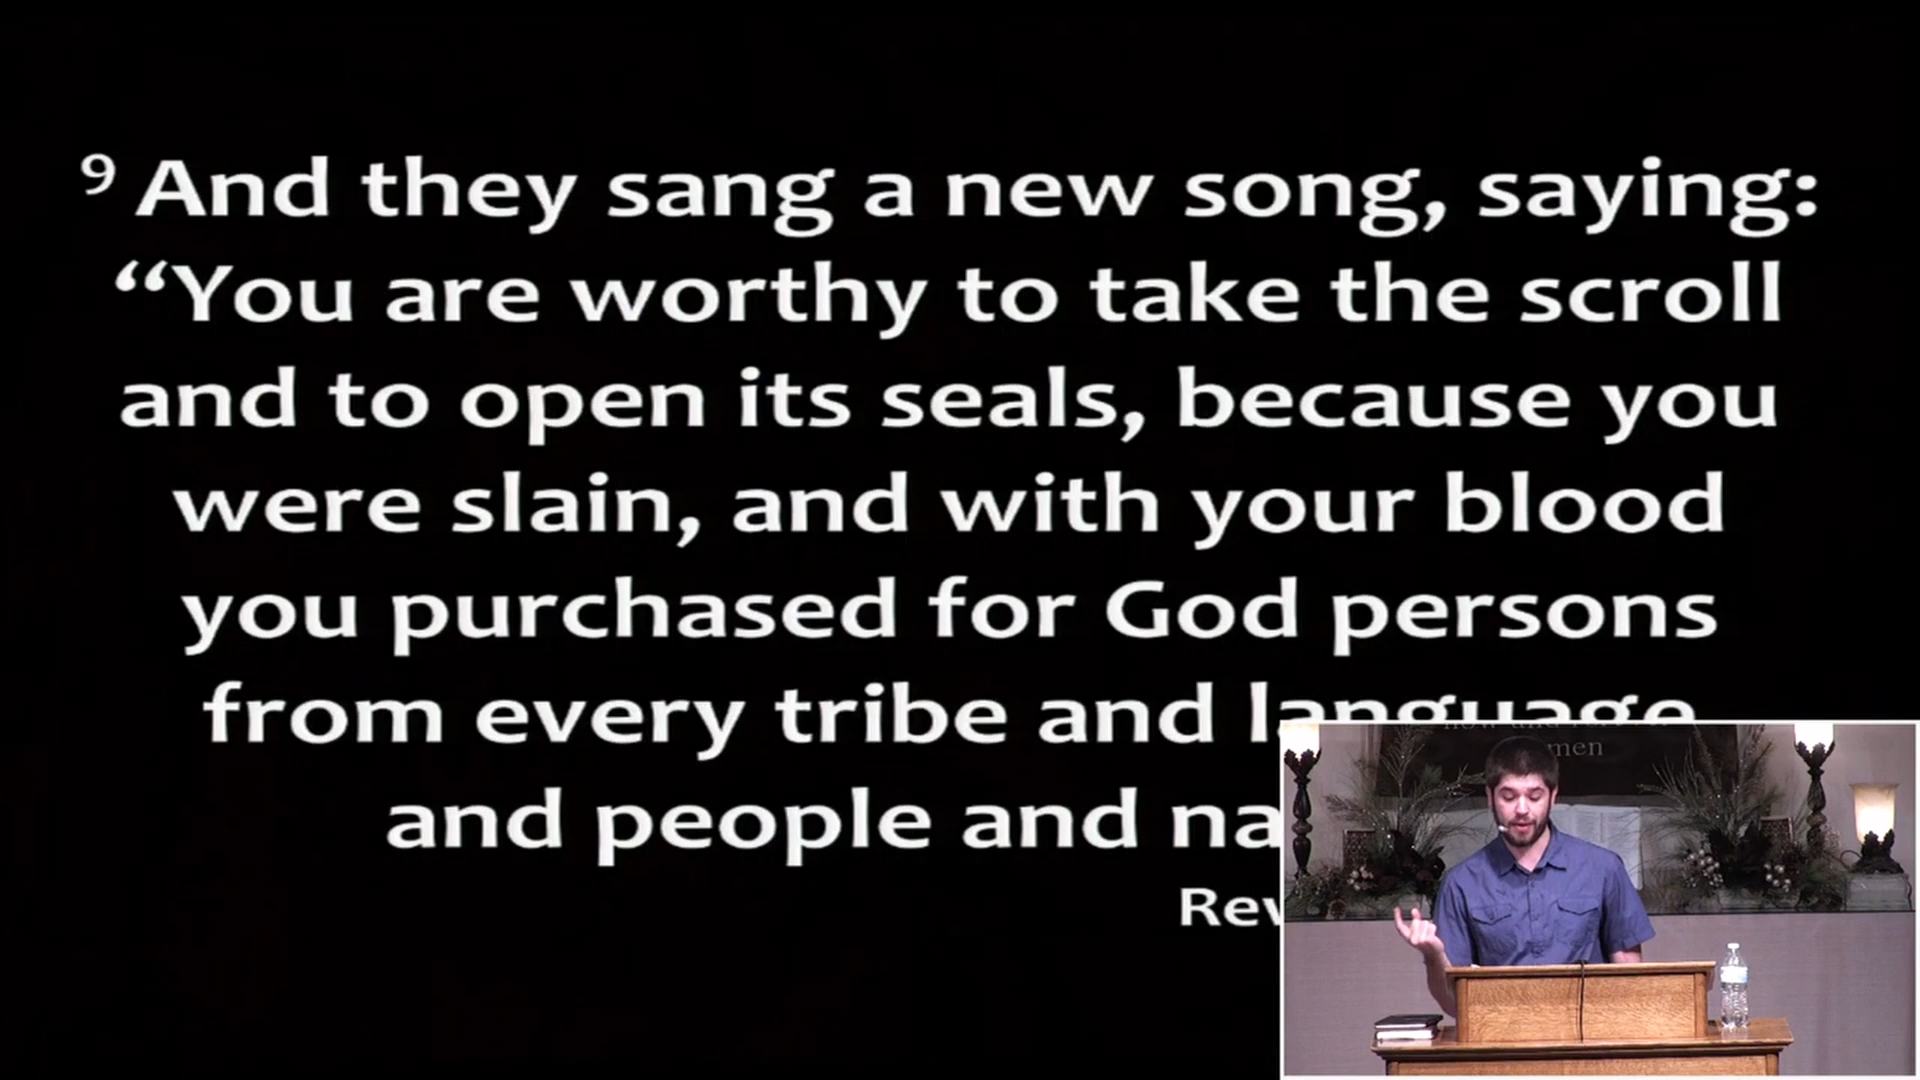 ⁹ And they sang a new song, saying:
“You are worthy to take the scroll
and to open its seals, because you
were slain, and with your blood
you purchased for God persons
from every tribe and language
and people and na
Rev
men